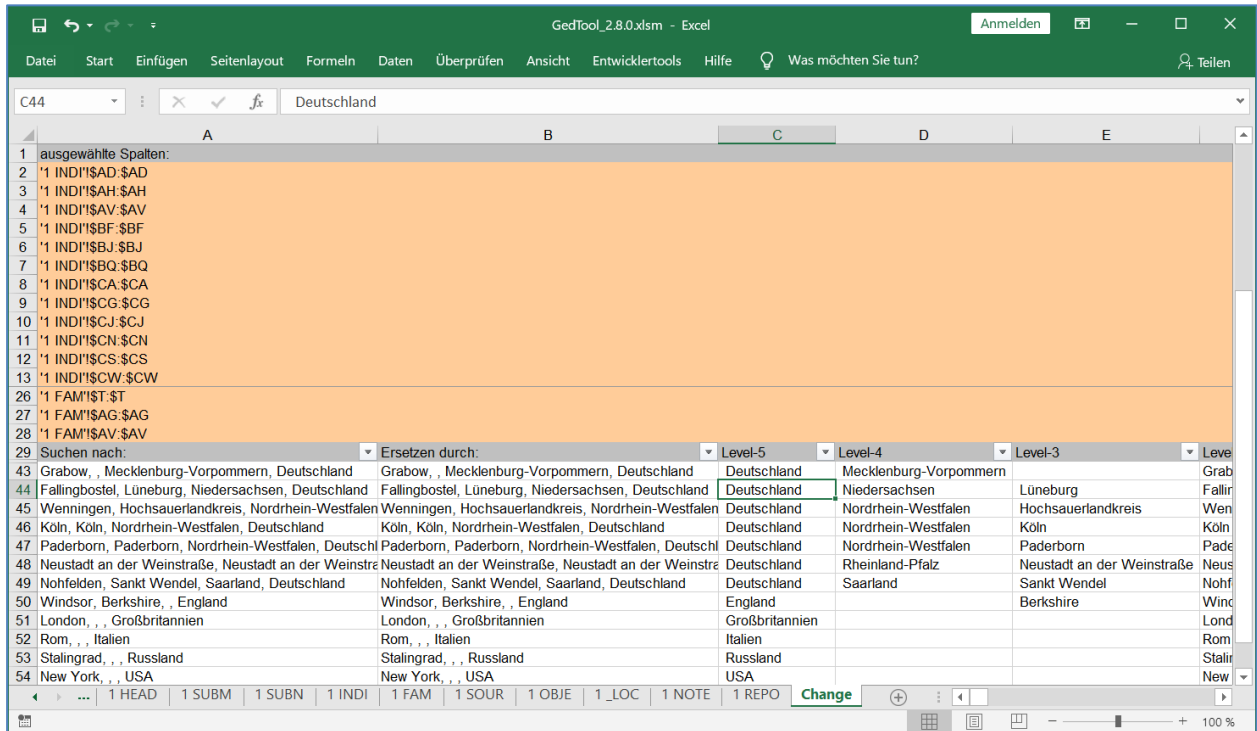 GedTool_2.8.0.xlsm - Excel
Anmelden
Datei Start Einfügen Seitenlayout Formeln Daten Überprüfen Ansicht Entwicklertools Hilfe Was möchten Sie tun? Teilen
C44 fx Deutschland
A B C D E
1 ausgewählte Spalten:
2 '1 INDI'!$AD:$AD
3 '1 INDI'!$AH:$AH
4 '1 INDI'!$AV:$AV
5 '1 INDI'!$BF:$BF
6 '1 INDI'!$BJ:$BJ
7 '1 INDI'!$BQ:$BQ
8 '1 INDI'!$CA:$CA
9 '1 INDI'!$CG:$CG
10 '1 INDI'!$CJ:$CJ
11 '1 INDI'!$CN:$CN
12 '1 INDI'!$CS:$CS
13 '1 INDI'!$CW:$CW
26 '1 FAM'!$T:$T
27 '1 FAM'!$AG:$AG
28 '1 FAM'!$AV:$AV
29 Suchen nach: Ersetzen durch: Level-5 Level-4 Level-3 Leve
43 Grabow, , Mecklenburg-Vorpommern, Deutschland Grabow, , Mecklenburg-Vorpommern, Deutschland Deutschland Mecklenburg-Vorpommern Grab
44 Fallingbostel, Lüneburg, Niedersachsen, Deutschland Fallingbostel, Lüneburg, Niedersachsen, Deutschland Deutschland Niedersachsen Lüneburg Fallin
45 Wenningen, Hochsauerlandkreis, Nordrhein-Westfalen Wenningen, Hochsauerlandkreis, Nordrhein-Westfalen Deutschland Nordrhein-Westfalen Hochsauerlandkreis Wen
46 Köln, Köln, Nordrhein-Westfalen, Deutschland Köln, Köln, Nordrhein-Westfalen, Deutschland Deutschland Nordrhein-Westfalen Köln Köln
47 Paderborn, Paderborn, Nordrhein-Westfalen, Deutschl Paderborn, Paderborn, Nordrhein-Westfalen, Deutschl Deutschland Nordrhein-Westfalen Paderborn Pade
48 Neustadt an der Weinstraße, Neustadt an der Weinstra Neustadt an der Weinstraße, Neustadt an der Weinstra Deutschland Rheinland-Pfalz Neustadt an der Weinstraße Neus
49 Nohfelden, Sankt Wendel, Saarland, Deutschland Nohfelden, Sankt Wendel, Saarland, Deutschland Deutschland Saarland Sankt Wendel Nohf
50 Windsor, Berkshire, , England Windsor, Berkshire, , England England Berkshire Wind
51 London, , , Großbritannien London, , , Großbritannien Großbritannien Lond
52 Rom, , , Italien Rom, , , Italien Italien Rom
53 Stalingrad, , , Russland Stalingrad, , , Russland Russland Stalin
54 New York, , , USA New York, , , USA USA New
... 1 HEAD 1 SUBM 1 SUBN 1 INDI 1 FAM 1 SOUR 1 OBJE 1 _LOC 1 NOTE 1 REPO Change
100 %